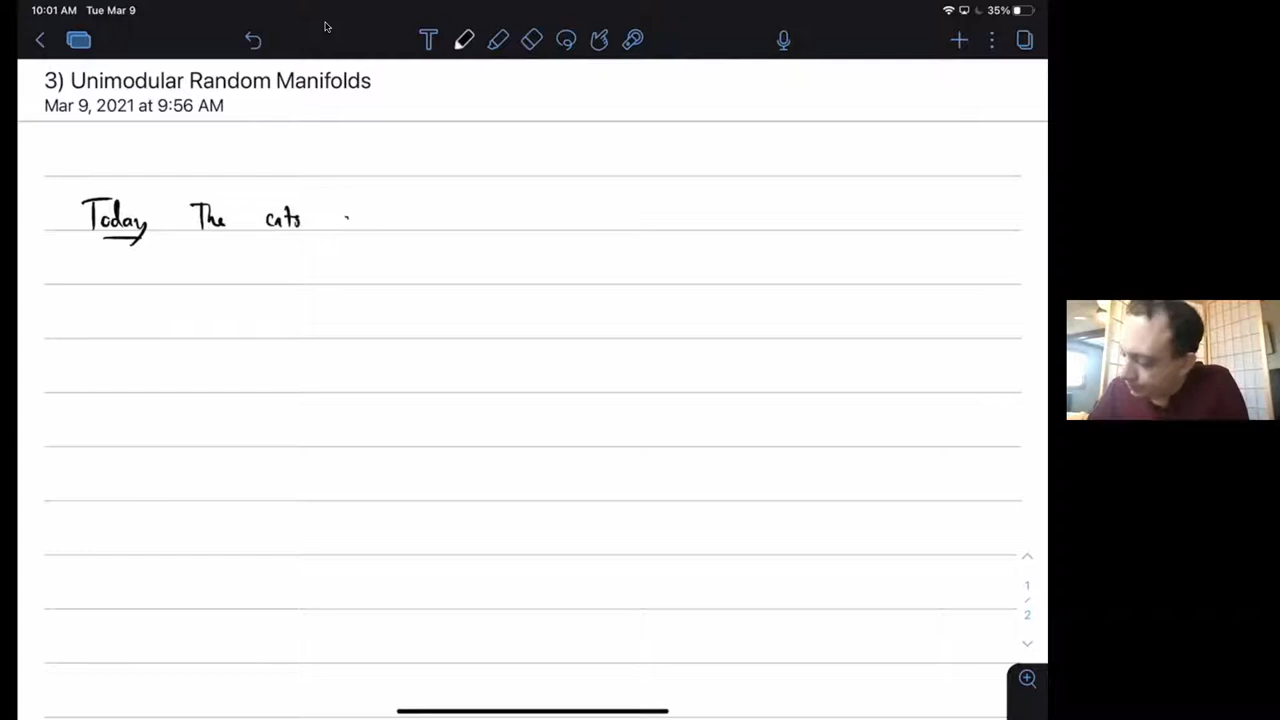 10:01 AM Tue Mar 9 35%
3) Unimodular Random Manifolds
Mar 9, 2021 at 9:56 AM
Today The cats
1
/
2